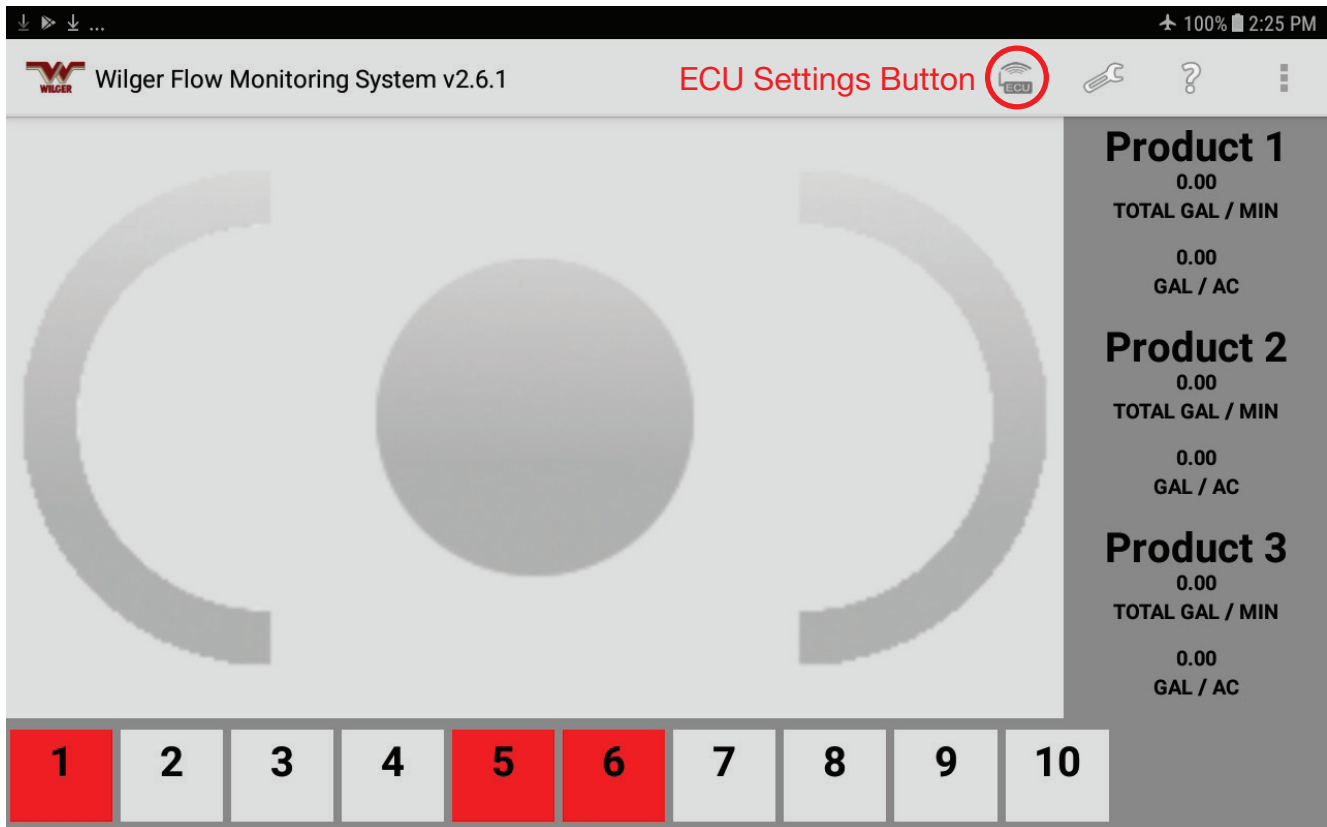 ... 100% 2:25 PM
WILGER Wilger Flow Monitoring System v2.6.1 ECU Settings Button ECU ?
Product 1
0.00
TOTAL GAL / MIN
0.00
GAL / AC
Product 2
0.00
TOTAL GAL / MIN
0.00
GAL / AC
Product 3
0.00
TOTAL GAL / MIN
0.00
GAL / AC
1 2 3 4 5 6 7 8 9 10